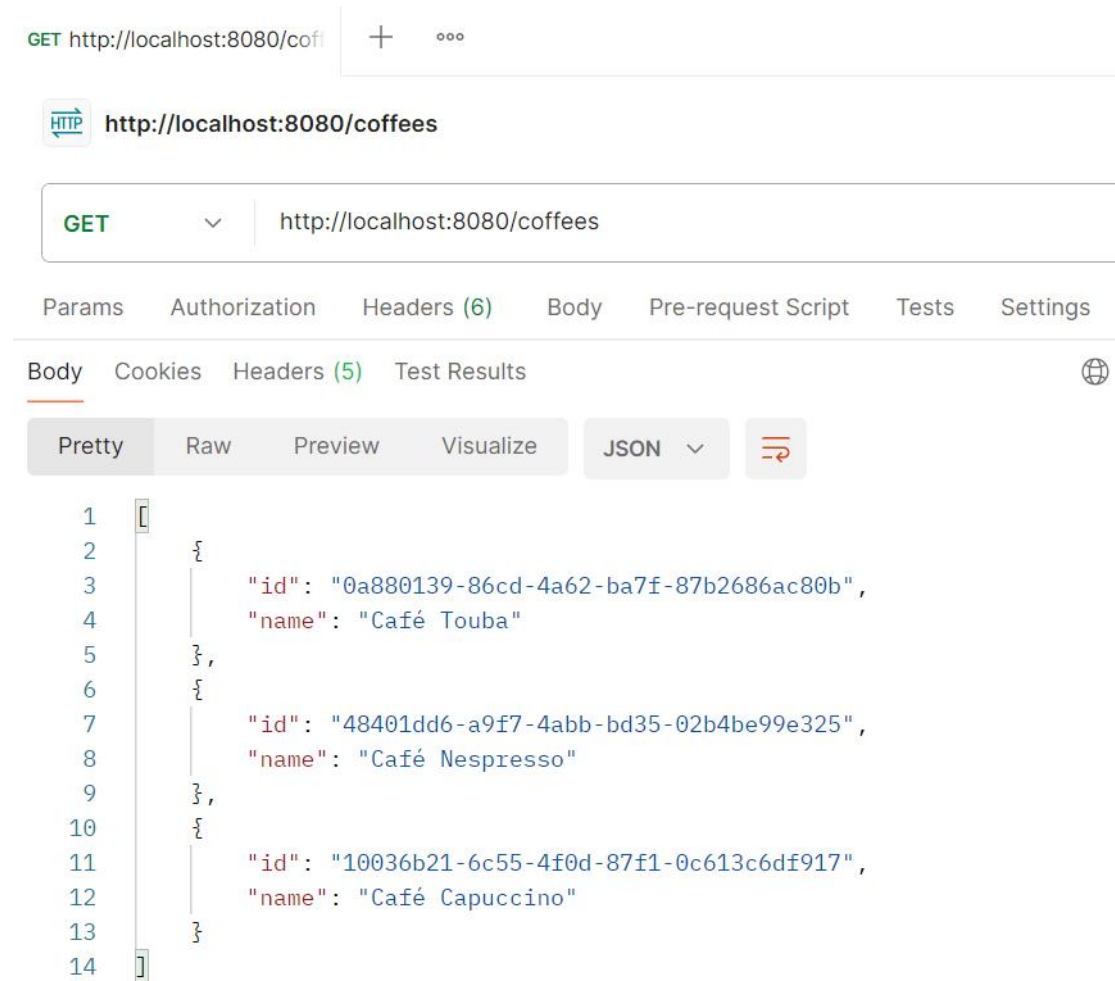 GET http://localhost:8080/cof
HTTP http://localhost:8080/coffees
GET http://localhost:8080/coffees
Params Authorization Headers (6) Body Pre-request Script Tests Settings
Body Cookies Headers (5) Test Results
Pretty Raw Preview Visualize JSON
1 [
2 {
3 "id": "0a880139-86cd-4a62-ba7f-87b2686ac80b",
4 "name": "Café Touba"
5 },
6 {
7 "id": "48401dd6-a9f7-4abb-bd35-02b4be99e325",
8 "name": "Café Nespresso"
9 },
10 {
11 "id": "10036b21-6c55-4f0d-87f1-0c613c6df917",
12 "name": "Café Capuccino"
13 }
14 ]